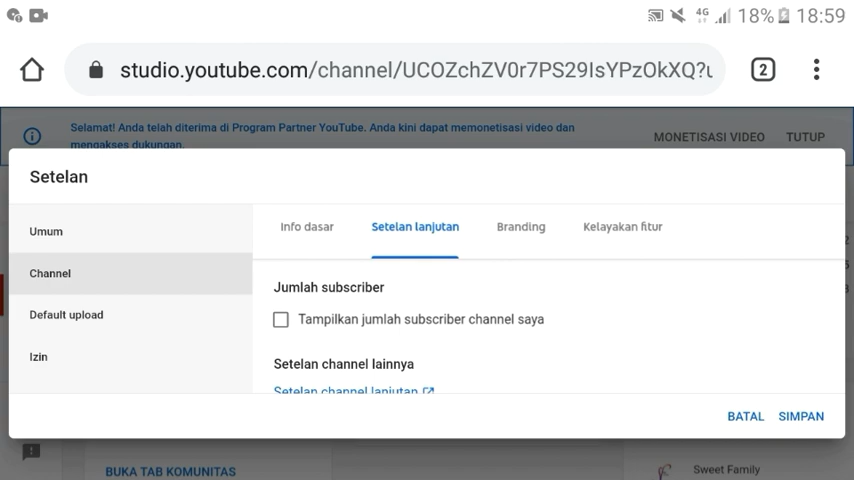 4G 18% 18:59
studio.youtube.com/channel/UCOZchZV0r7PS29IsYPzOkXQ?u
2
Selamat! Anda telah diterima di Program Partner YouTube. Anda kini dapat memonetisasi video dan
mengakses dukungan.
MONETISASI VIDEO TUTUP
Setelan
Umum
Channel
Default upload
Izin
Info dasar Setelan lanjutan Branding Kelayakan fitur
Jumlah subscriber
Tampilkan jumlah subscriber channel saya
Setelan channel lainnya
Setelan channel lanjutan
BATAL SIMPAN
BUKA TAB KOMUNITAS
Sweet Family